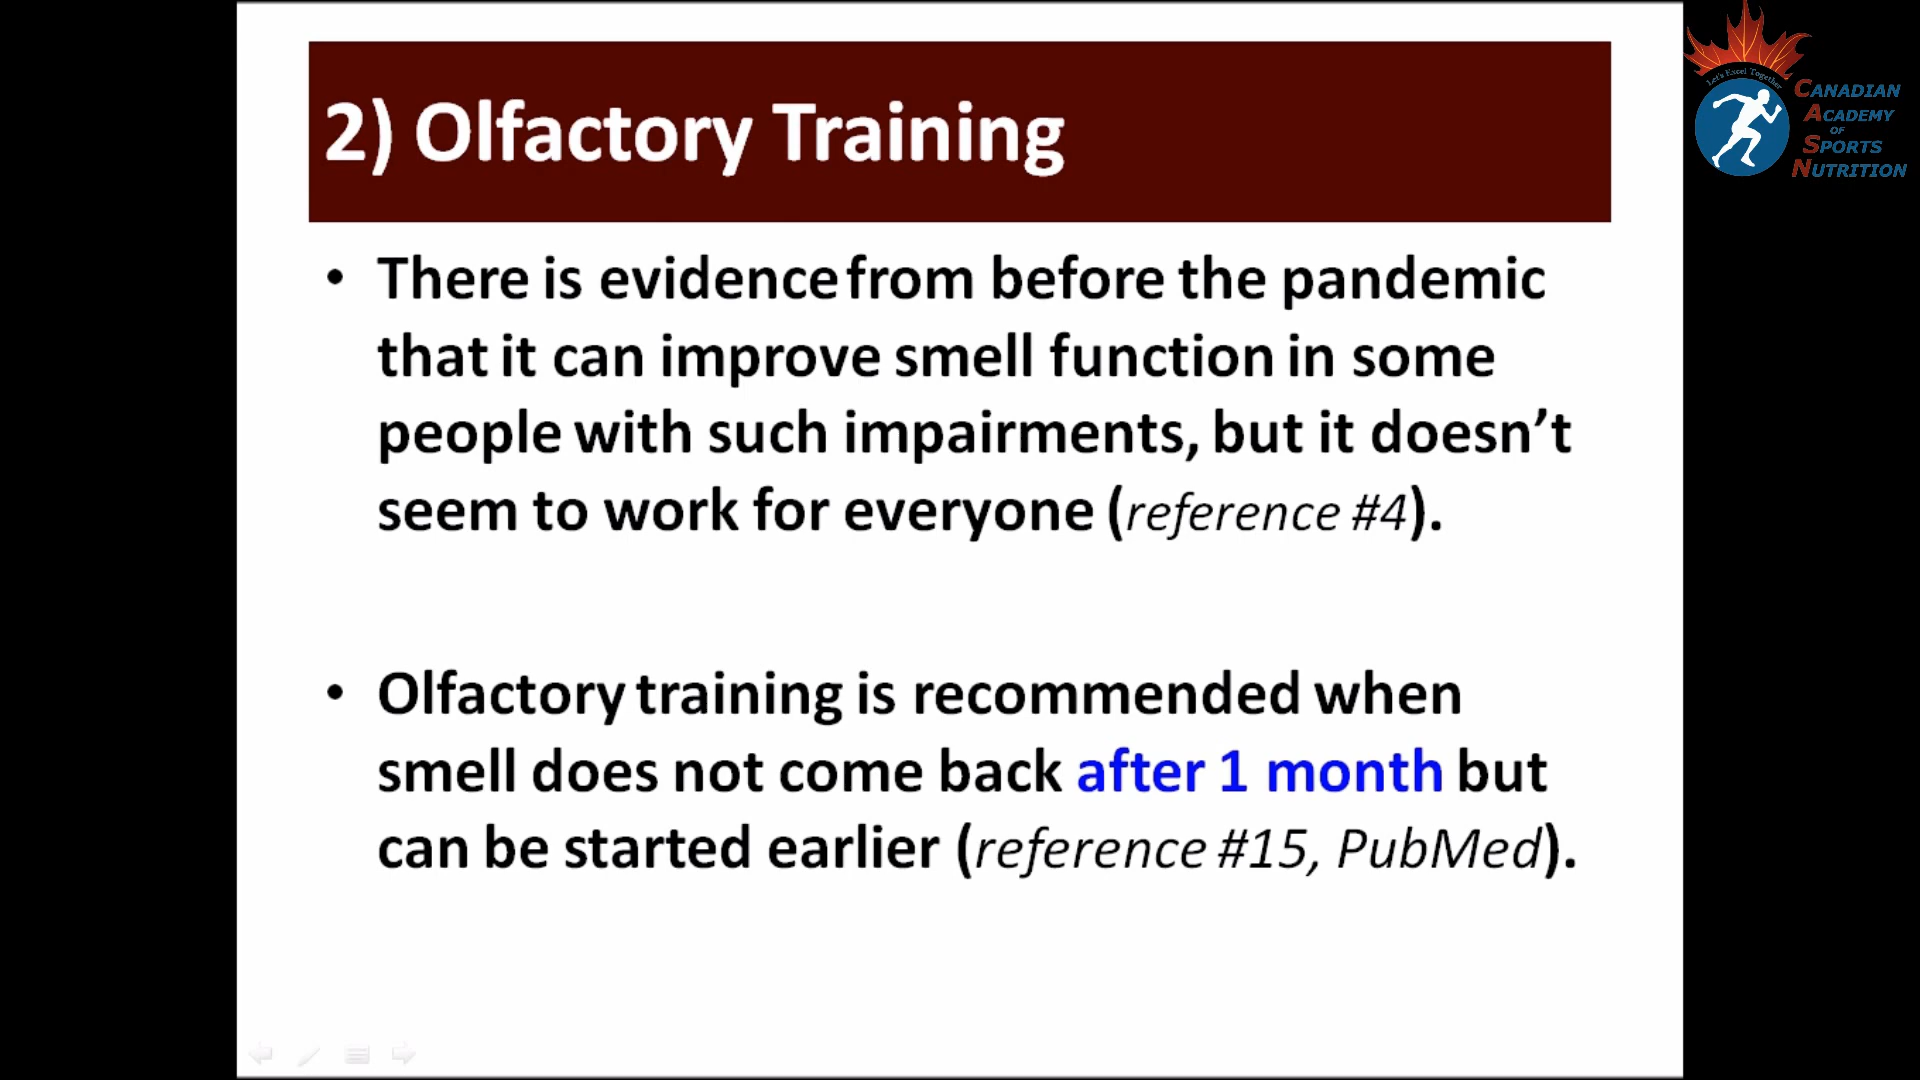 2) Olfactory Training
• There is evidence from before the pandemic
that it can improve smell function in some
people with such impairments, but it doesn’t
seem to work for everyone (reference #4).
• Olfactory training is recommended when
smell does not come back after 1 month but
can be started earlier (reference #15, PubMed).
Let's Excel Together
CANADIAN
ACADEMY
OF
SPORTS
NUTRITION